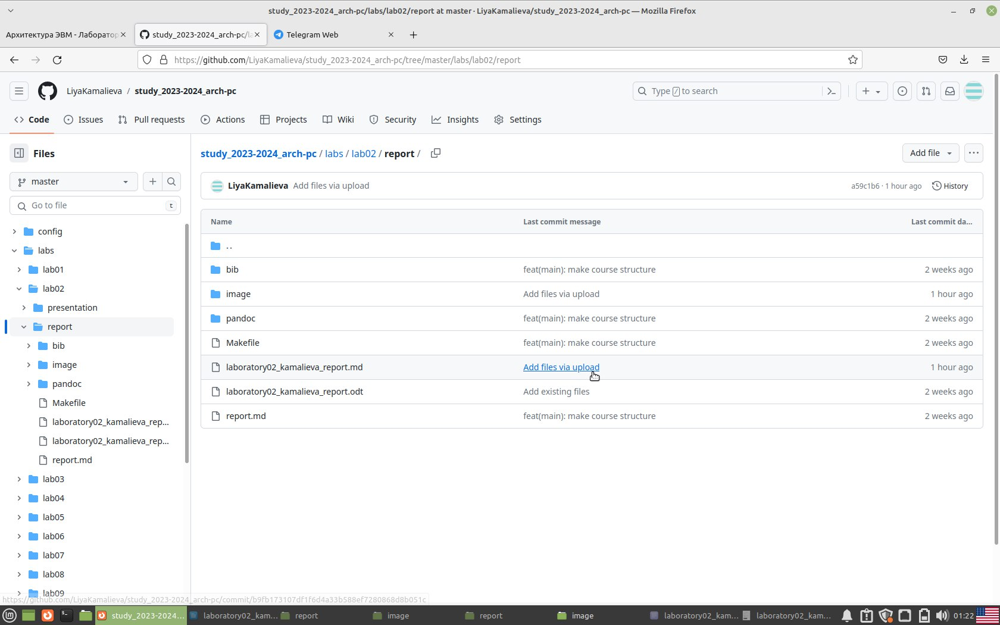 study_2023-2024_arch-pc/labs/lab02/report at master · LiyaKamalieva/study_2023-2024_arch-pc — Mozilla Firefox
Архитектура ЭВМ - Лаборатор
study_2023-2024_arch-pc/la
Telegram Web
https://github.com/LiyaKamalieva/study_2023-2024_arch-pc/tree/master/labs/lab02/report
LiyaKamalieva / study_2023-2024_arch-pc
Type / to search
Code Issues Pull requests Actions Projects Wiki Security Insights Settings
Files
master
Go to file t
config
labs
lab01
lab02
presentation
report
bib
image
pandoc
Makefile
laboratory02_kamalieva_rep...
laboratory02_kamalieva_rep...
report.md
lab03
lab04
lab05
lab06
lab07
lab08
lab09
study_2023-2024_arch-pc / labs / lab02 / report /
Add file
LiyaKamalieva Add files via upload a59c1b6 · 1 hour ago History
Name Last commit message Last commit da...
..
bib feat(main): make course structure 2 weeks ago
image Add files via upload 1 hour ago
pandoc feat(main): make course structure 2 weeks ago
Makefile feat(main): make course structure 2 weeks ago
laboratory02_kamalieva_report.md Add files via upload 1 hour ago
laboratory02_kamalieva_report.odt Add existing files 2 weeks ago
report.md feat(main): make course structure 2 weeks ago
https://github.com/LiyaKamalieva/study_2023-2024_arch-pc/commit/b9fb173107df1f6d4a33b588ef7280868d8b051c
study_2023-2024... laboratory02_kam... report image report image laboratory02_kam... laboratory02_kam... 01:22